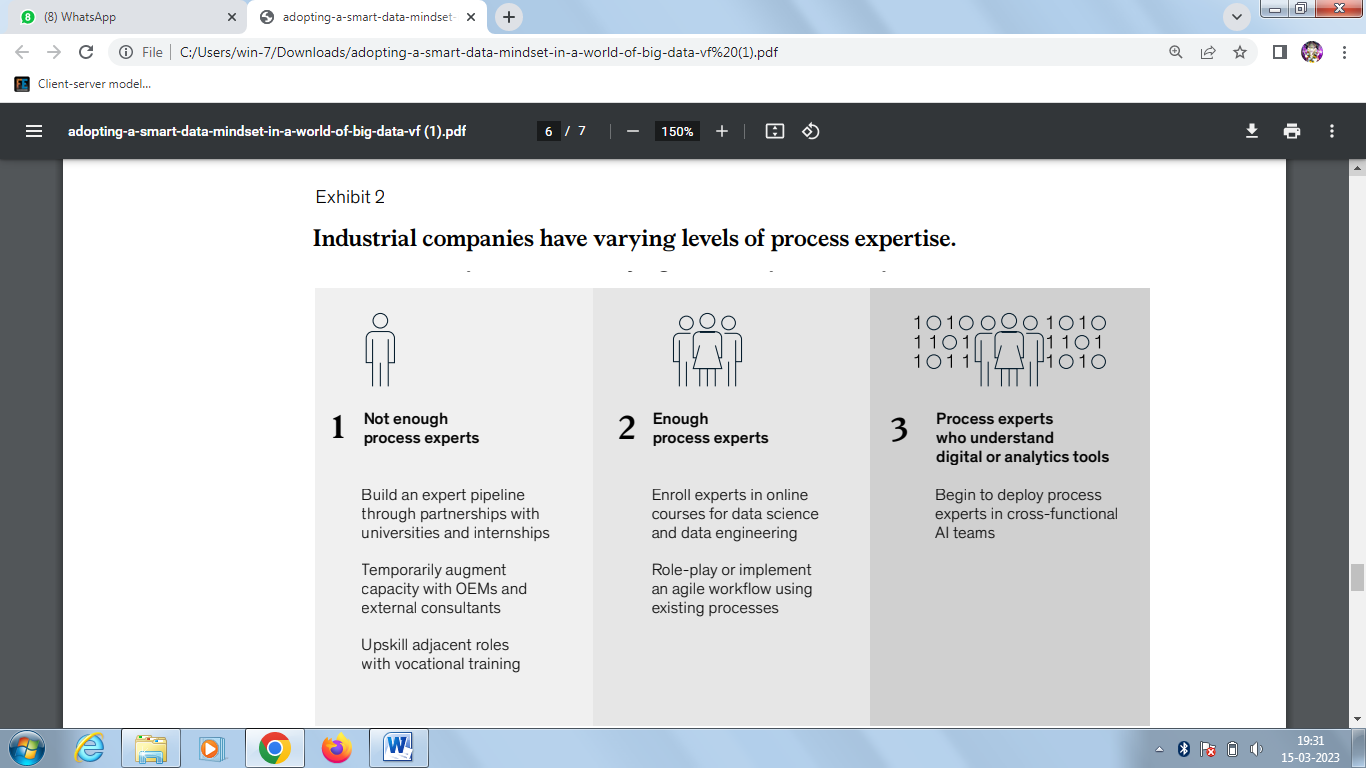 (8) WhatsApp
adopting-a-smart-data-mindset-
File
C:/Users/win-7/Downloads/adopting-a-smart-data-mindset-in-a-world-of-big-data-vf%20(1).pdf
Client-server model...
adopting-a-smart-data-mindset-in-a-world-of-big-data-vf (1).pdf
6 / 7
150%
Exhibit 2
Industrial companies have varying levels of process expertise.
1
Not enough
process experts
Build an expert pipeline
through partnerships with
universities and internships
Temporarily augment
capacity with OEMs and
external consultants
Upskill adjacent roles
with vocational training
2
Enough
process experts
Enroll experts in online
courses for data science
and data engineering
Role-play or implement
an agile workflow using
existing processes
1010 1010
1101 1101
1011 1010
3
Process experts
who understand
digital or analytics tools
Begin to deploy process
experts in cross-functional
AI teams
19:31
15-03-2023